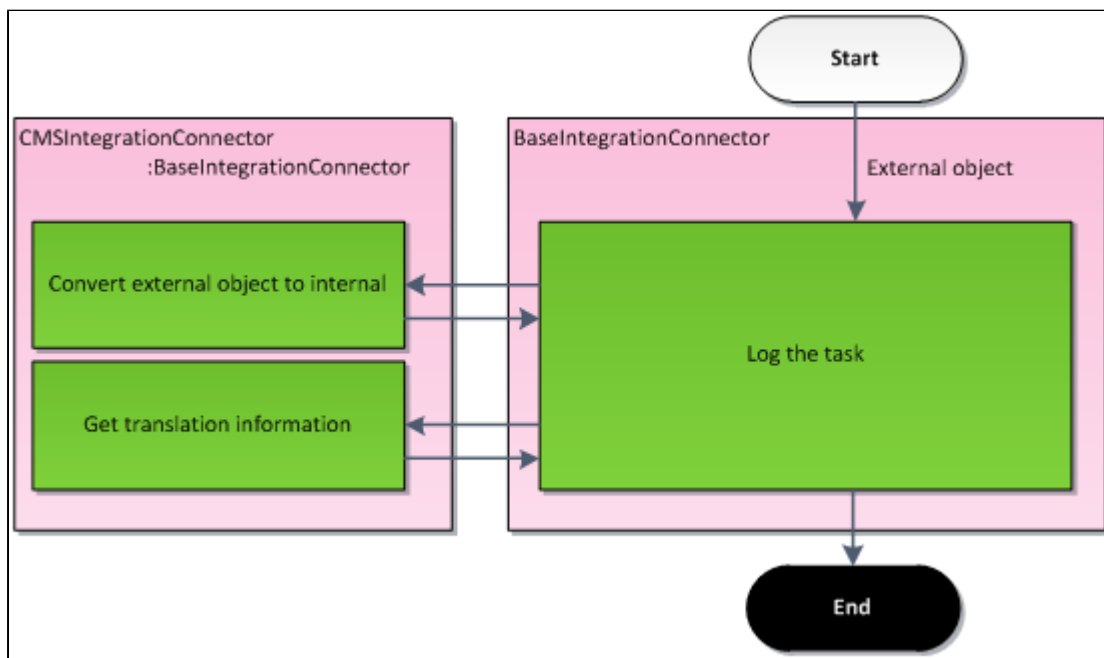 Start
CMSIntegrationConnector
:BaseIntegrationConnector
BaseIntegrationConnector
External object
Convert external object to internal
Log the task
Get translation information
End